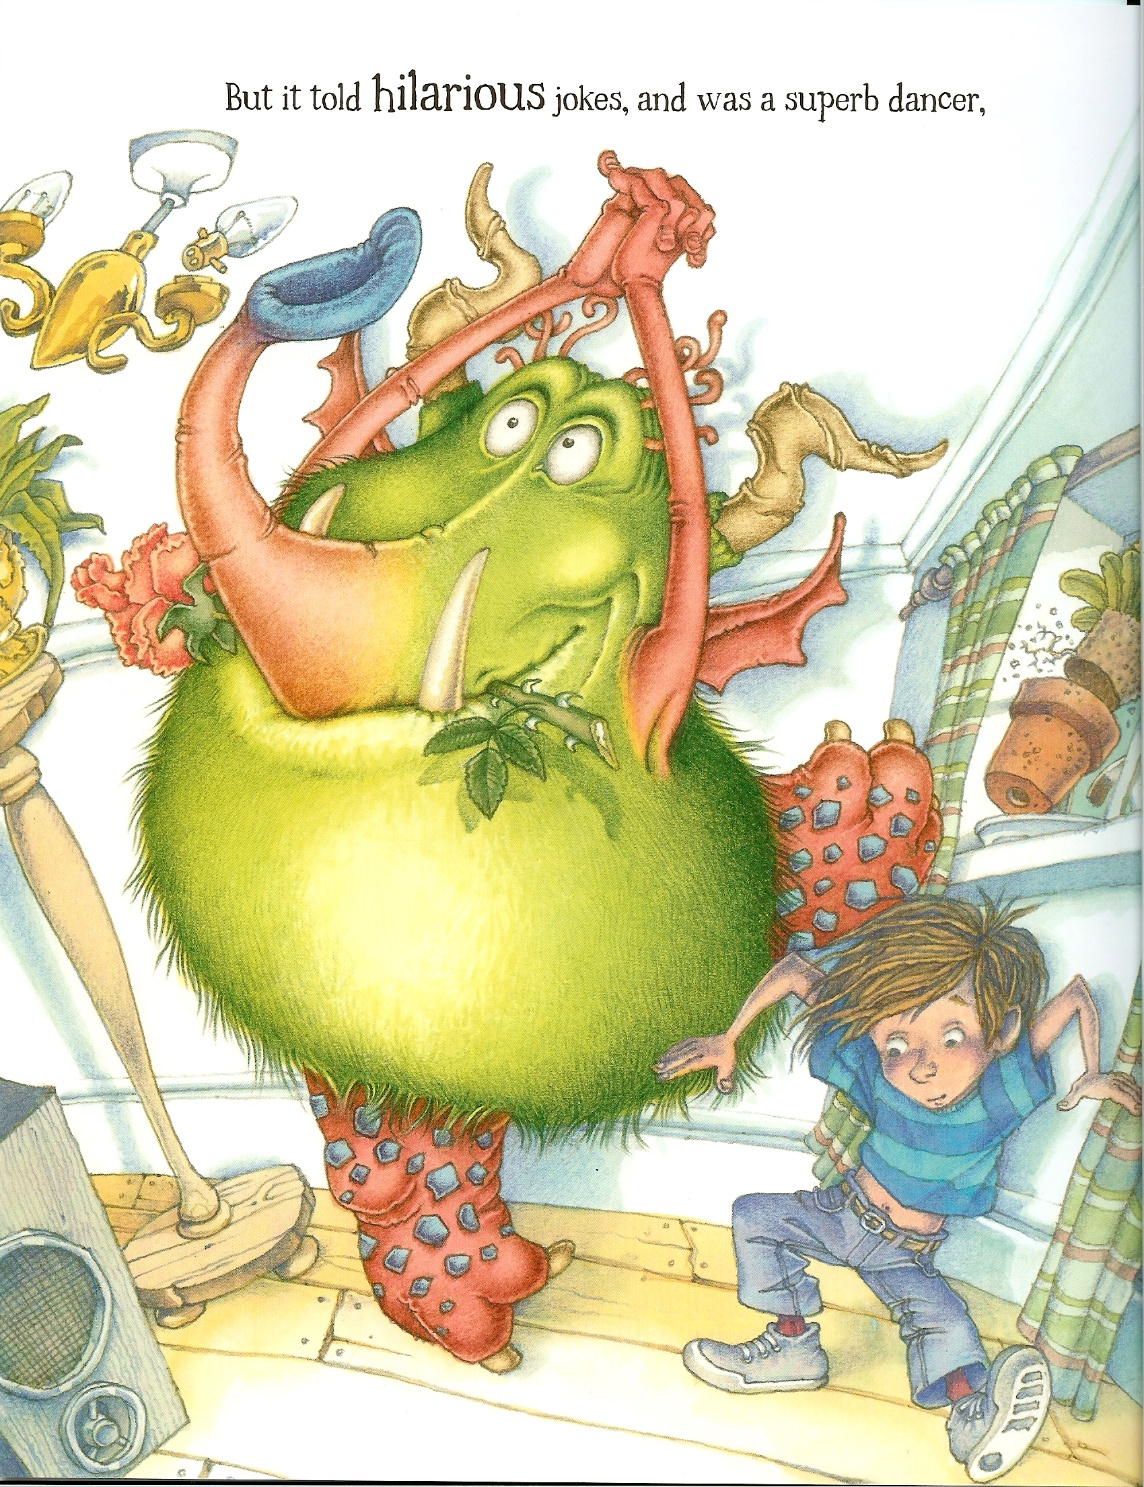 But it told hilarious jokes, and was a superb dancer,